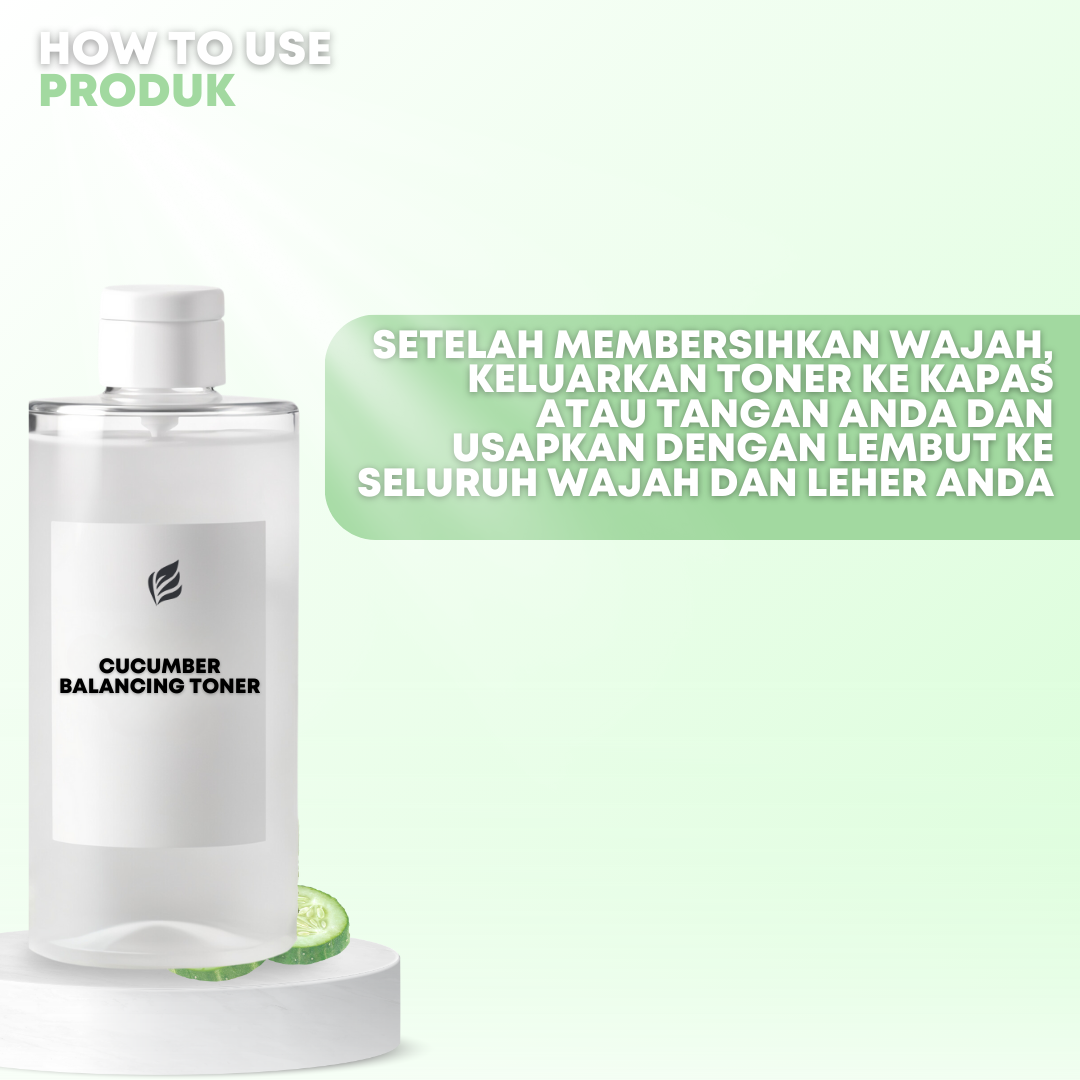 HOW TO USE
PRODUK
SETELAH MEMBERSIHKAN WAJAH,
KELUARKAN TONER KE KAPAS
ATAU TANGAN ANDA DAN
USAPKAN DENGAN LEMBUT KE
SELURUH WAJAH DAN LEHER ANDA
CUCUMBER
BALANCING TONER